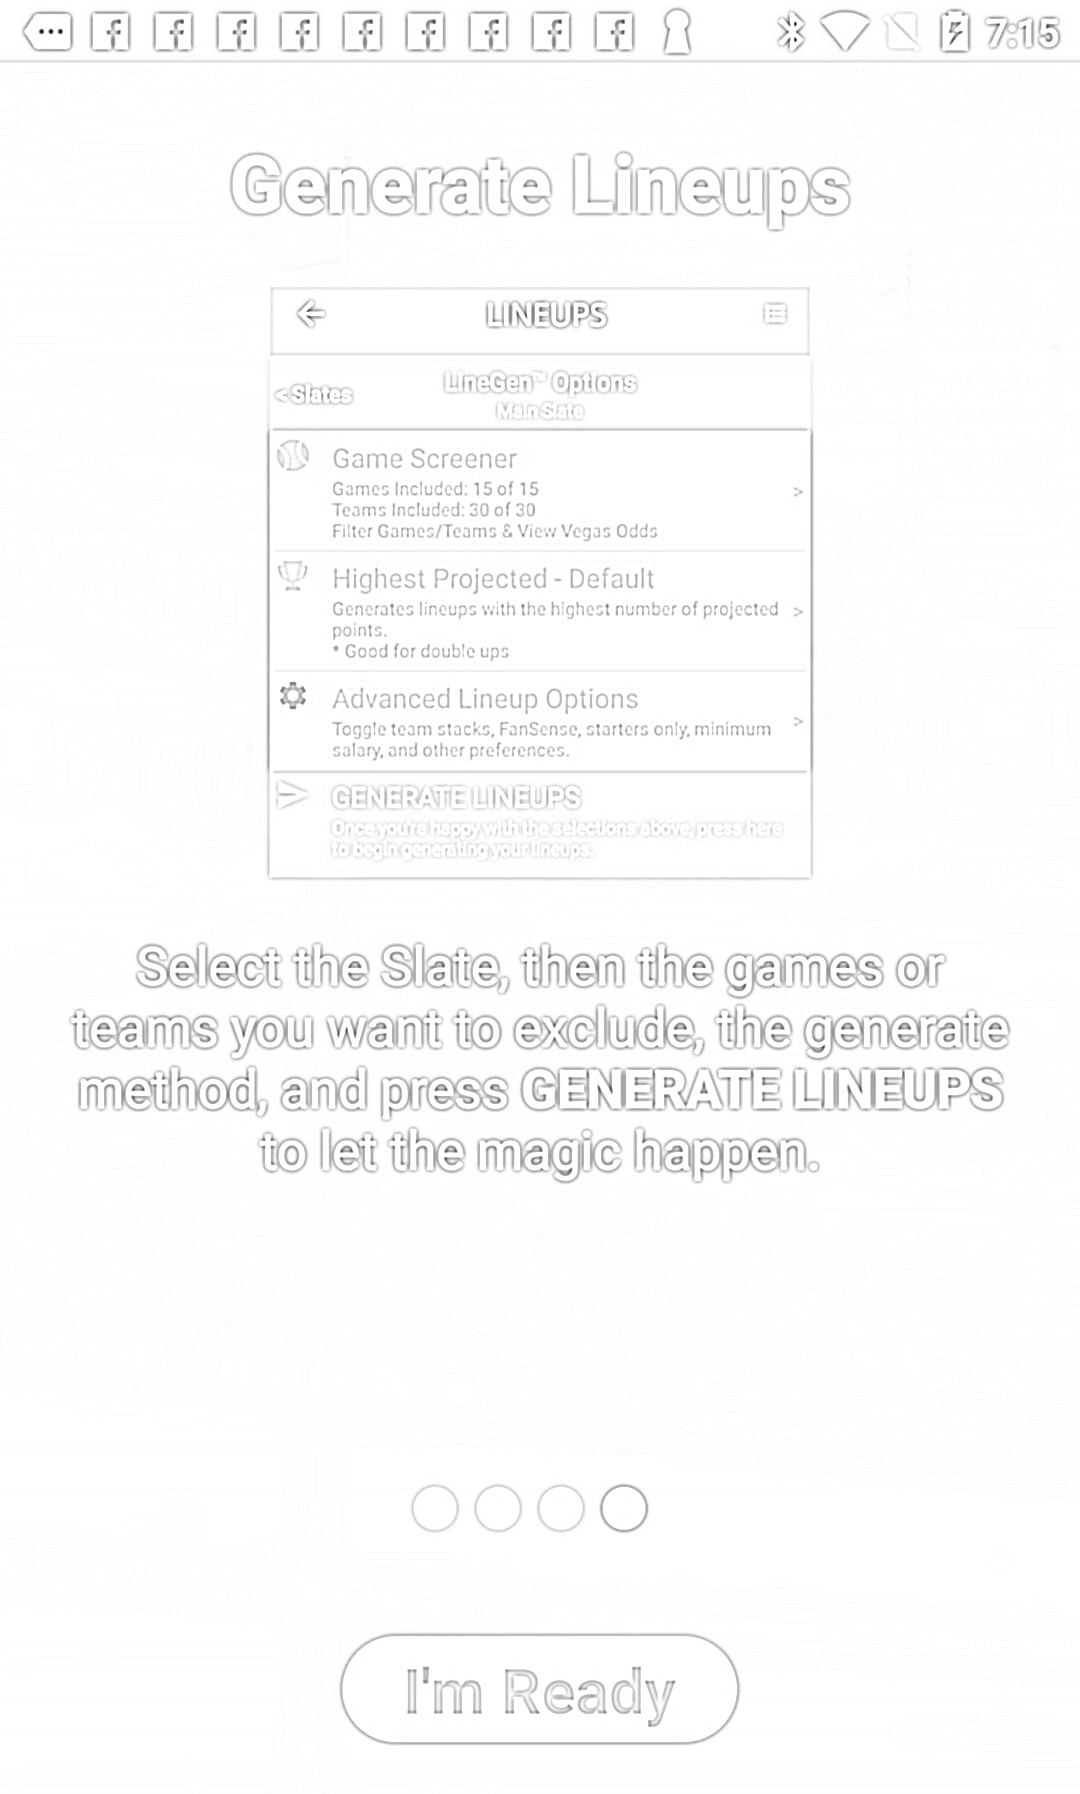 7:15
Generate Lineups
LINEUPS
< Slates
LineGen™ Options
Main Slate
Game Screener
Games Included: 15 of 15
Teams Included: 30 of 30
Filter Games/Teams & View Vegas Odds
>
Highest Projected - Default
Generates lineups with the highest number of projected
points.
* Good for double ups
>
Advanced Lineup Options
Toggle team stacks, FanSense, starters only, minimum
salary, and other preferences.
>
GENERATE LINEUPS
Once you're happy with the selections above, press here
to begin generating your lineups.
Select the Slate, then the games or
teams you want to exclude, the generate
method, and press GENERATE LINEUPS
to let the magic happen.
I'm Ready